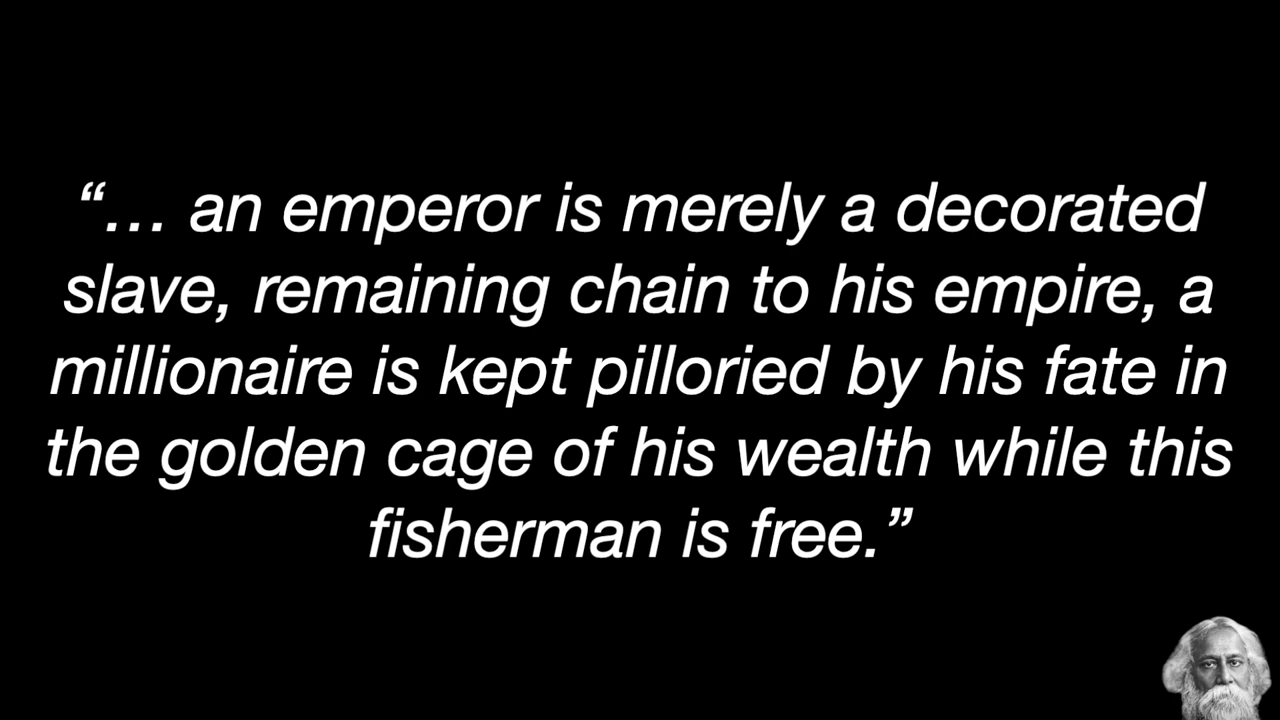 “... an emperor is merely a decorated
slave, remaining chain to his empire, a
millionaire is kept pilloried by his fate in
the golden cage of his wealth while this
fisherman is free.”